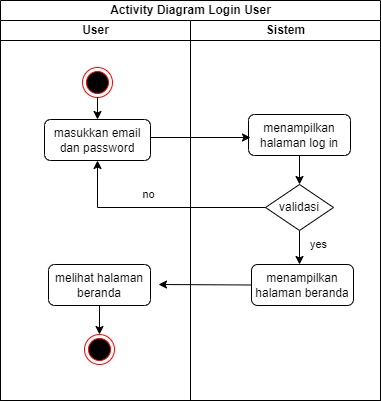 Activity Diagram Login User
User
Sistem
masukkan email
dan password
menampilkan
halaman log in
no
validasi
yes
melihat halaman
beranda
menampilkan
halaman beranda